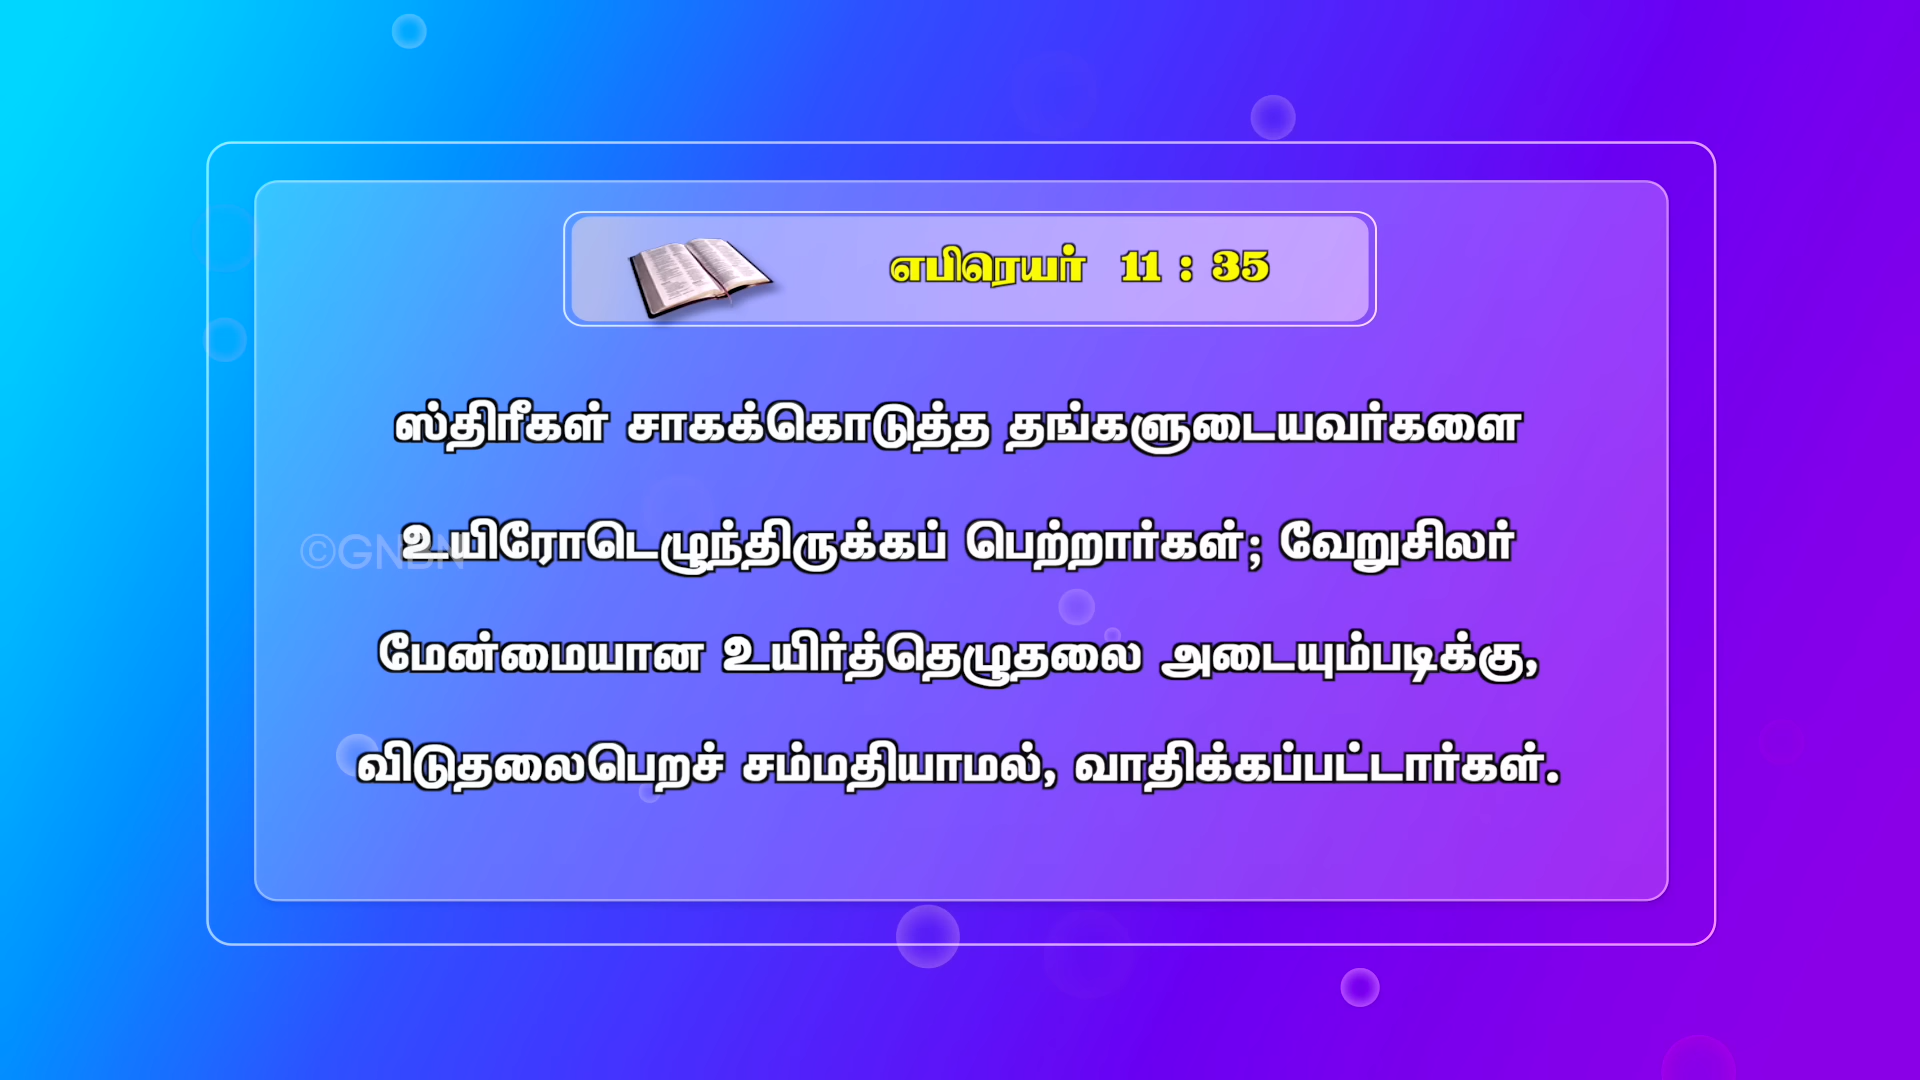 எபிரெயர் 11 : 35
ஸ்திரீகள் சாகக்கொடுத்த தங்களுடையவர்களை
உயிரோடெழுந்திருக்கப் பெற்றார்கள்; வேறுசிலர்
©GNBN
மேன்மையான உயிர்த்தெழுதலை அடையும்படிக்கு,
விடுதலைபெறச் சம்மதியாமல், வாதிக்கப்பட்டார்கள்.